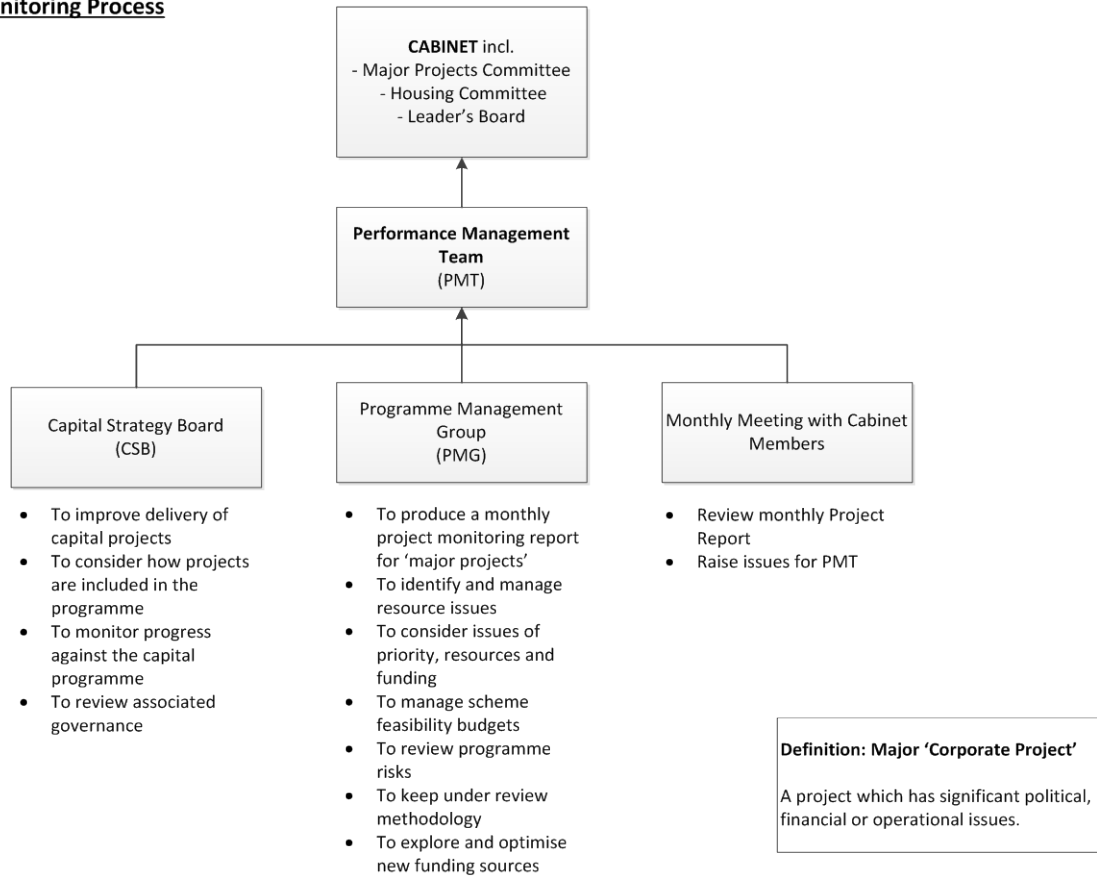 nitoring Process
CABINET incl.
- Major Projects Committee
- Housing Committee
- Leader’s Board
Performance Management
Team
(PMT)
Capital Strategy Board
(CSB)
Programme Management
Group
(PMG)
Monthly Meeting with Cabinet
Members
• To improve delivery of
capital projects
• To consider how projects
are included in the
programme
• To monitor progress
against the capital
programme
• To review associated
governance
• To produce a monthly
project monitoring report
for ‘major projects’
• To identify and manage
resource issues
• To consider issues of
priority, resources and
funding
• To manage scheme
feasibility budgets
• To review programme
risks
• To keep under review
methodology
• To explore and optimise
new funding sources
• Review monthly Project
Report
• Raise issues for PMT
Definition: Major ‘Corporate Project’
A project which has significant political,
financial or operational issues.